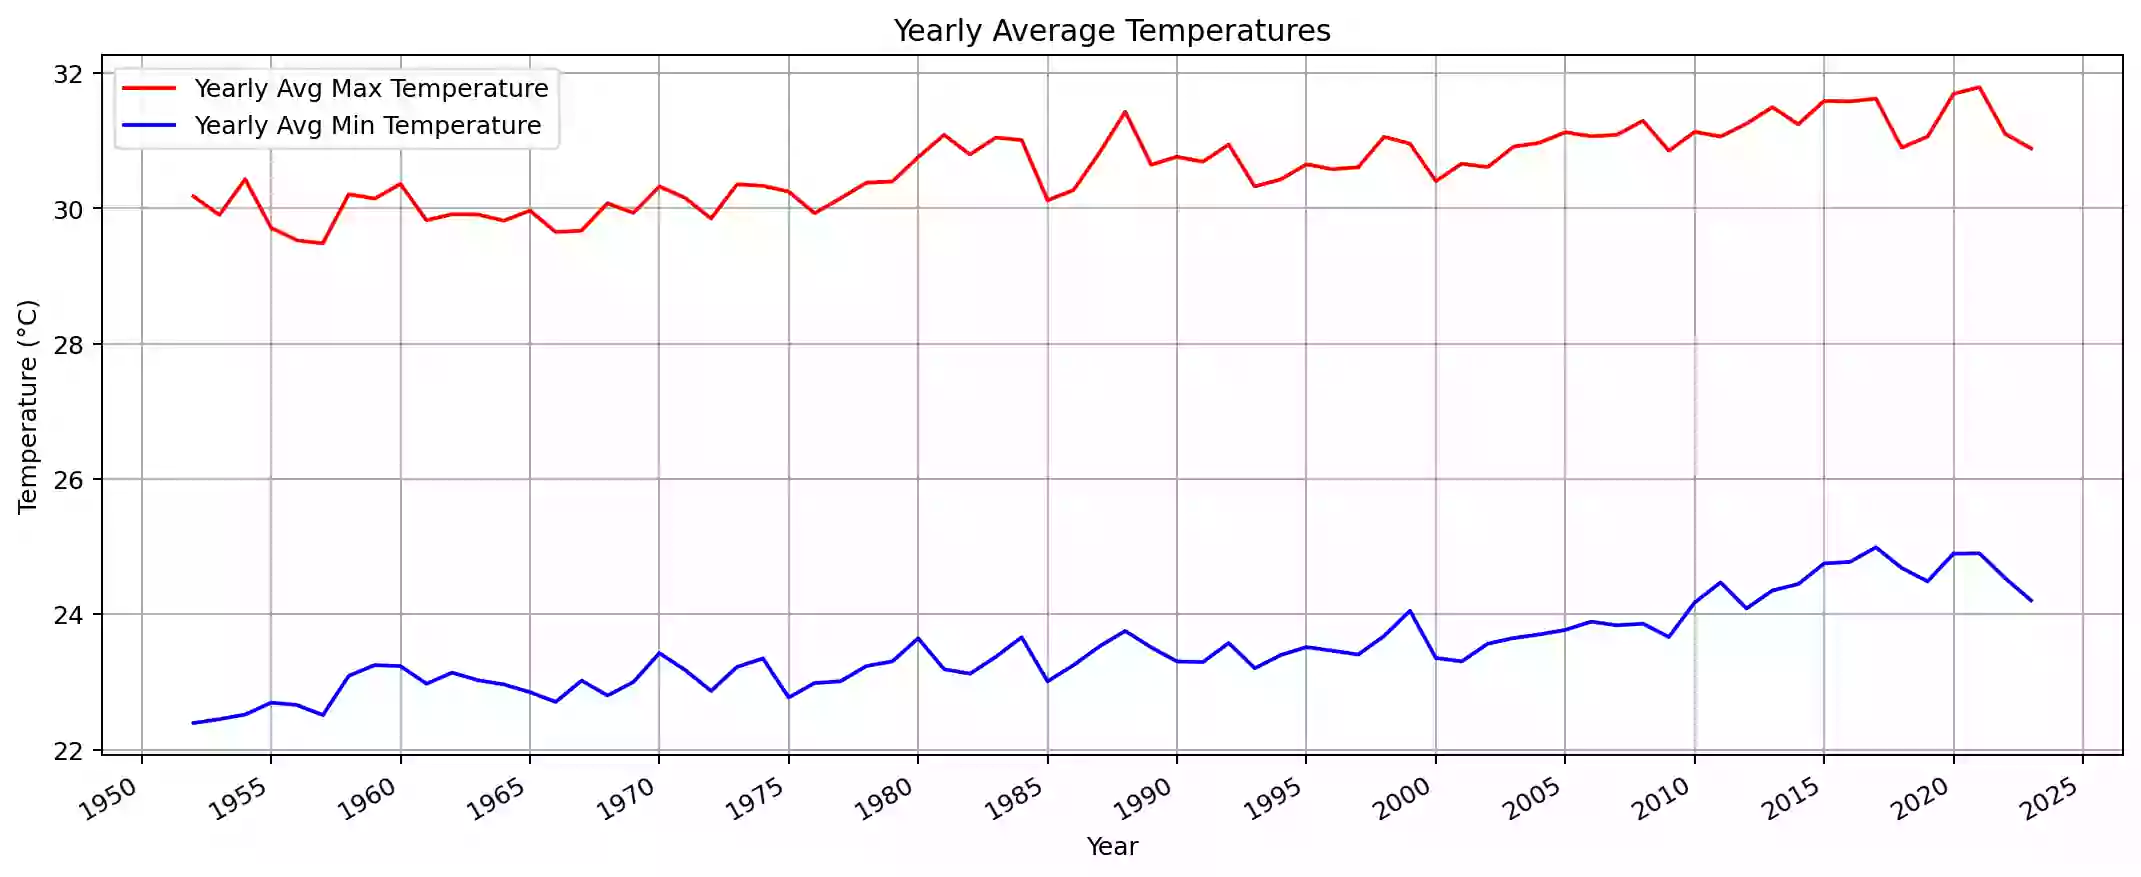 Yearly Average Temperatures
Yearly Avg Max Temperature
Yearly Avg Min Temperature
Temperature (°C)
32
30
28
26
24
22
1950 1955 1960 1965 1970 1975 1980 1985 1990 1995 2000 2005 2010 2015 2020 2025
Year